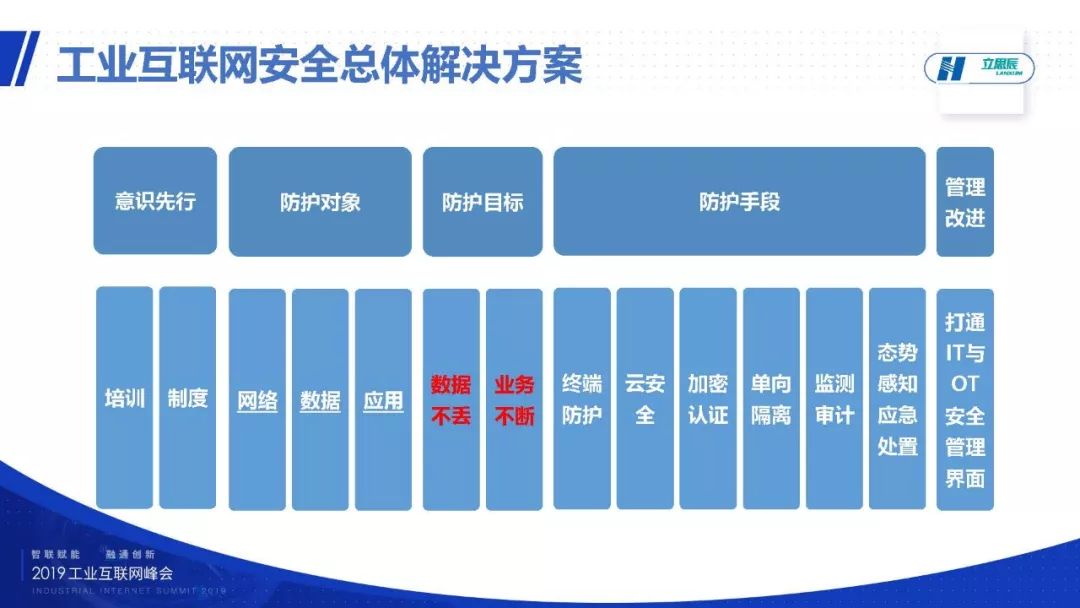 工业互联网安全总体解决方案
立思辰
LANXUM
意识先行
防护对象
防护目标
防护手段
管理
改进
培训
制度
网络
数据
应用
数据
不丢
业务
不断
终端
防护
云安
全
加密
认证
单向
隔离
监测
审计
态势
感知
应急
处置
打通
IT与
OT
安全
管理
界面
智联赋能 融通创新
2019工业互联网峰会
INDUSTRIAL INTERNET SUMMIT 2019